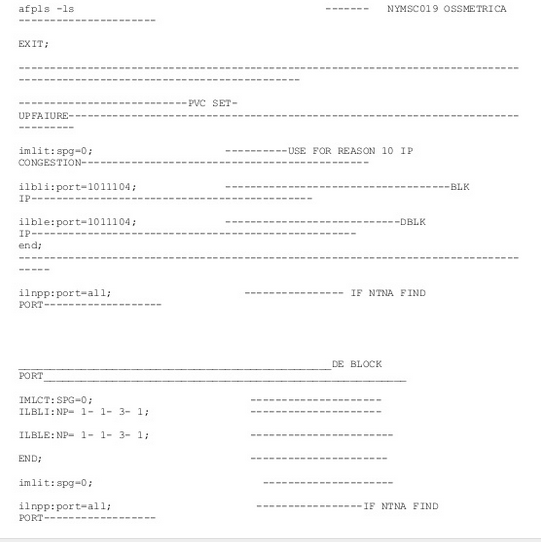 afpls -ls ------- NYMSC019 OSSMETRICA
----------------------
EXIT;
--------------------------------------------------------------------------------
---------------------------------------------
---------------------------PVC SET-
UPFAIURE------------------------------------------------------------------------
---------
imlit:spg=0; ----------USE FOR REASON 10 IP
CONGESTION----------------------------------------------
ilbli:port=1011104; ------------------------------------BLK
IP---------------------------------------------
ilble:port=1011104; ----------------------------DBLK
IP----------------------------------------------------
end;
--------------------------------------------------------------------------------
-----
ilnpp:port=all; ---------------- IF NTNA FIND
PORT-------------------
__________________________________________________DE BLOCK
PORT__________________________________________________________
IMLCT:SPG=0; ---------------------
ILBLI:NP= 1- 1- 3- 1; ---------------------
ILBLE:NP= 1- 1- 3- 1; -----------------------
END; ----------------------
imlit:spg=0; ---------------------
ilnpp:port=all; -----------------IF NTNA FIND
PORT------------------